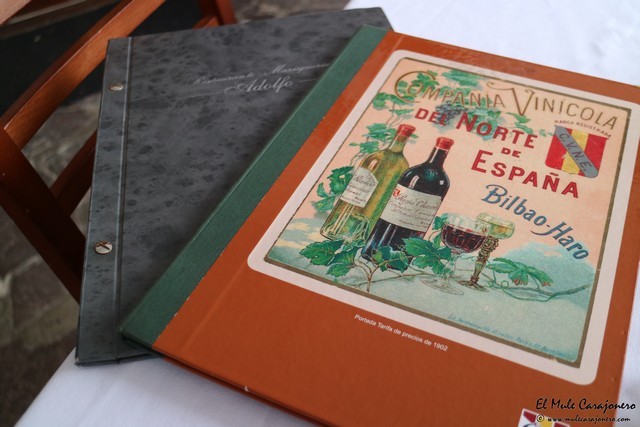 Restaurante Marisquería
Adolfo
COMPAÑIA VINICOLA
DEL NORTE
DE
ESPAÑA
MARCA REGISTRADA
C.V.N.E.
Bilbao-Haro
Portada Tarifa de precios de 1902
El Mule Carajonero
© www.mulecarajonero.com